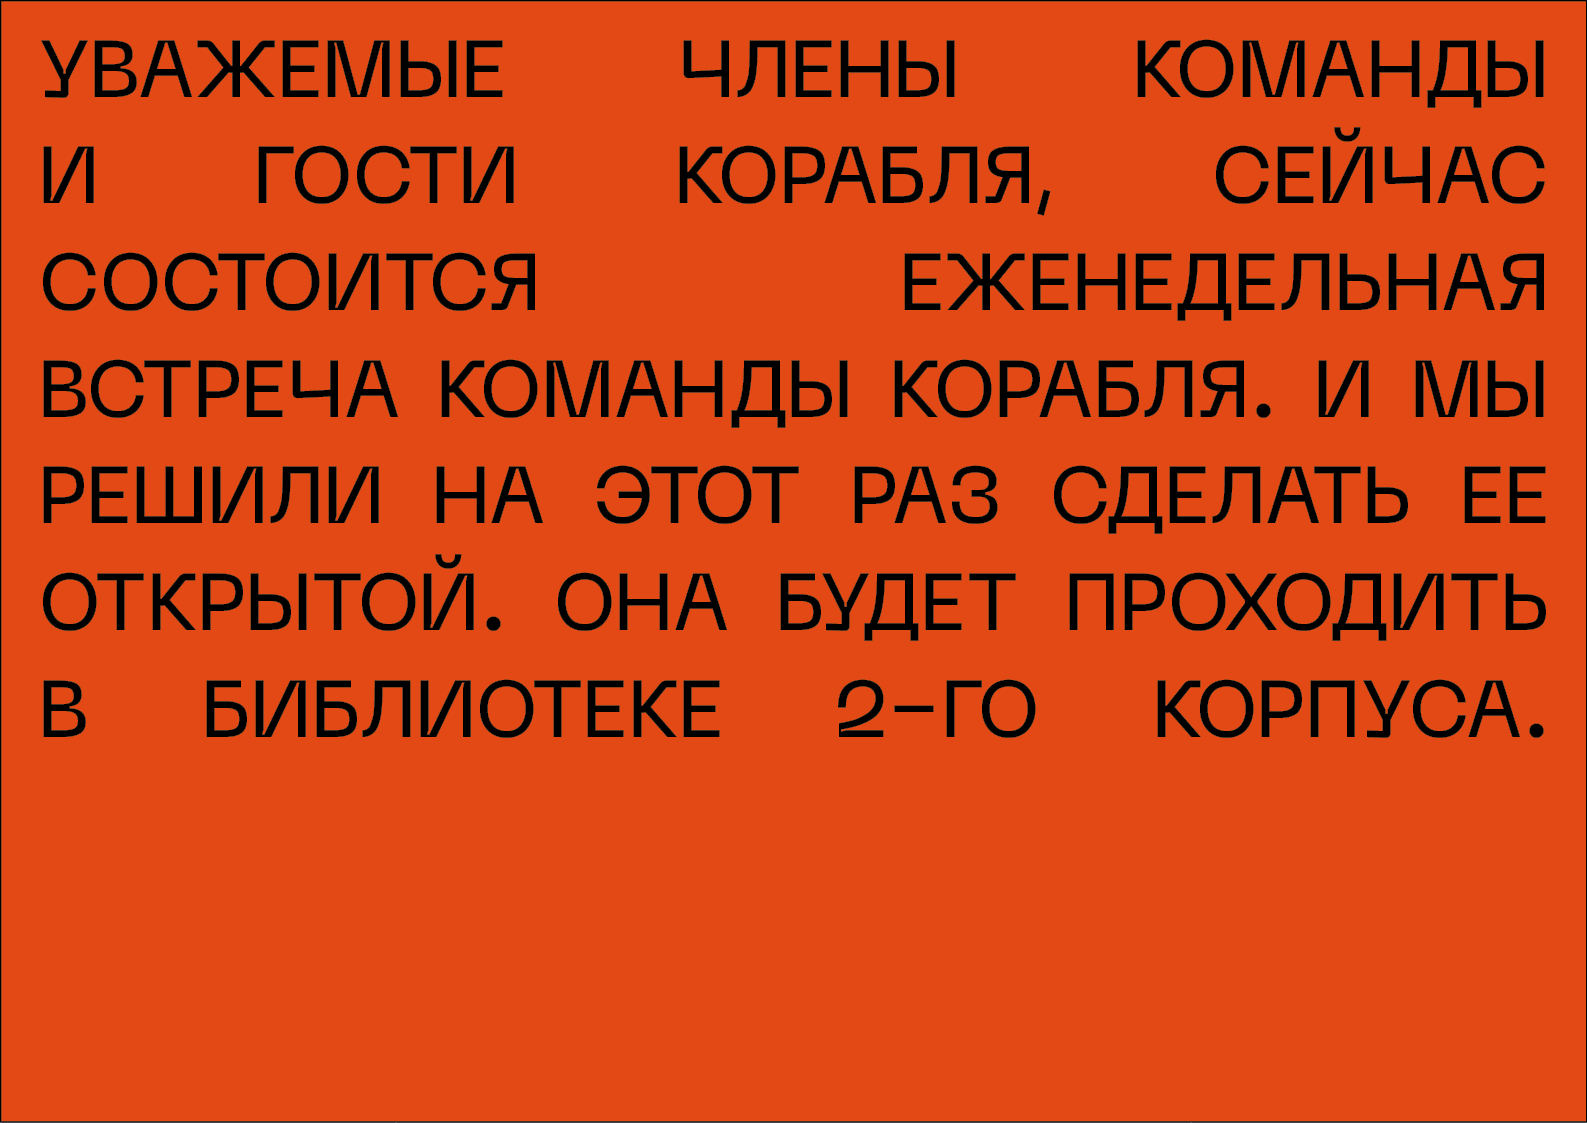 УВАЖЕМЫЕ ЧЛЕНЫ КОМАНДЫ
И ГОСТИ КОРАБЛЯ, СЕЙЧАС
СОСТОИТСЯ ЕЖЕНЕДЕЛЬНАЯ
ВСТРЕЧА КОМАНДЫ КОРАБЛЯ. И МЫ
РЕШИЛИ НА ЭТОТ РАЗ СДЕЛАТЬ ЕЕ
ОТКРЫТОЙ. ОНА БУДЕТ ПРОХОДИТЬ
В БИБЛИОТЕКЕ 2–ГО КОРПУСА.